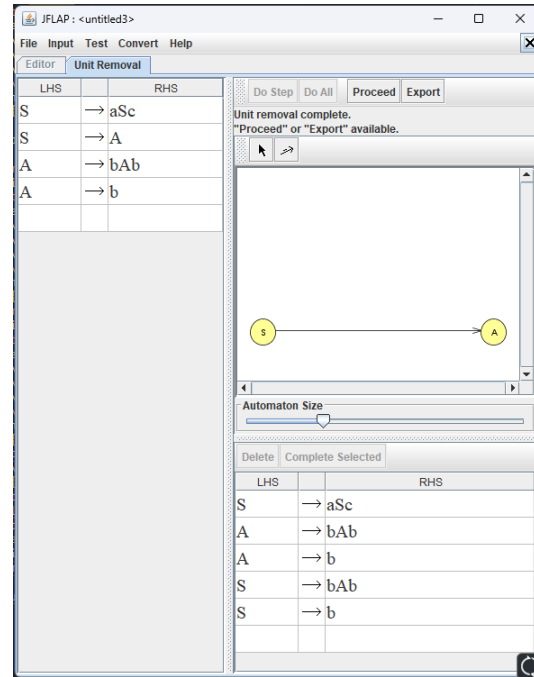 JFLAP : <untitled3>
File Input Test Convert Help
Editor Unit Removal
LHS RHS
S → aSc
S → A
A → bAb
A → b
Do Step Do All Proceed Export
Unit removal complete.
"Proceed" or "Export" available.
S A
Automaton Size
Delete Complete Selected
LHS RHS
S → aSc
A → bAb
A → b
S → bAb
S → b